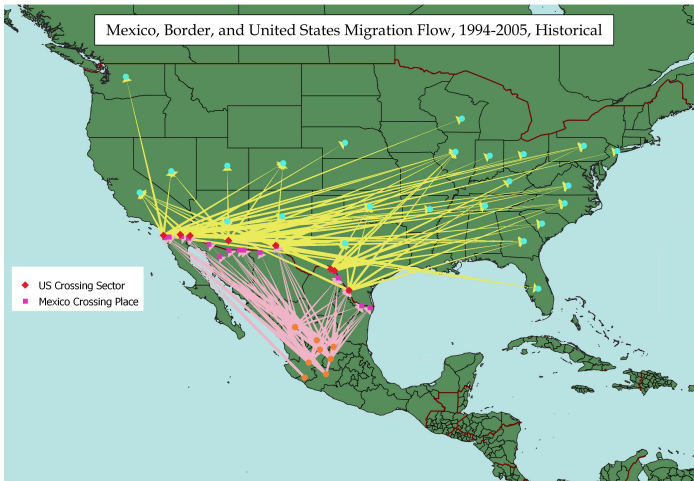 Mexico, Border, and United States Migration Flow, 1994-2005, Historical
US Crossing Sector
Mexico Crossing Place